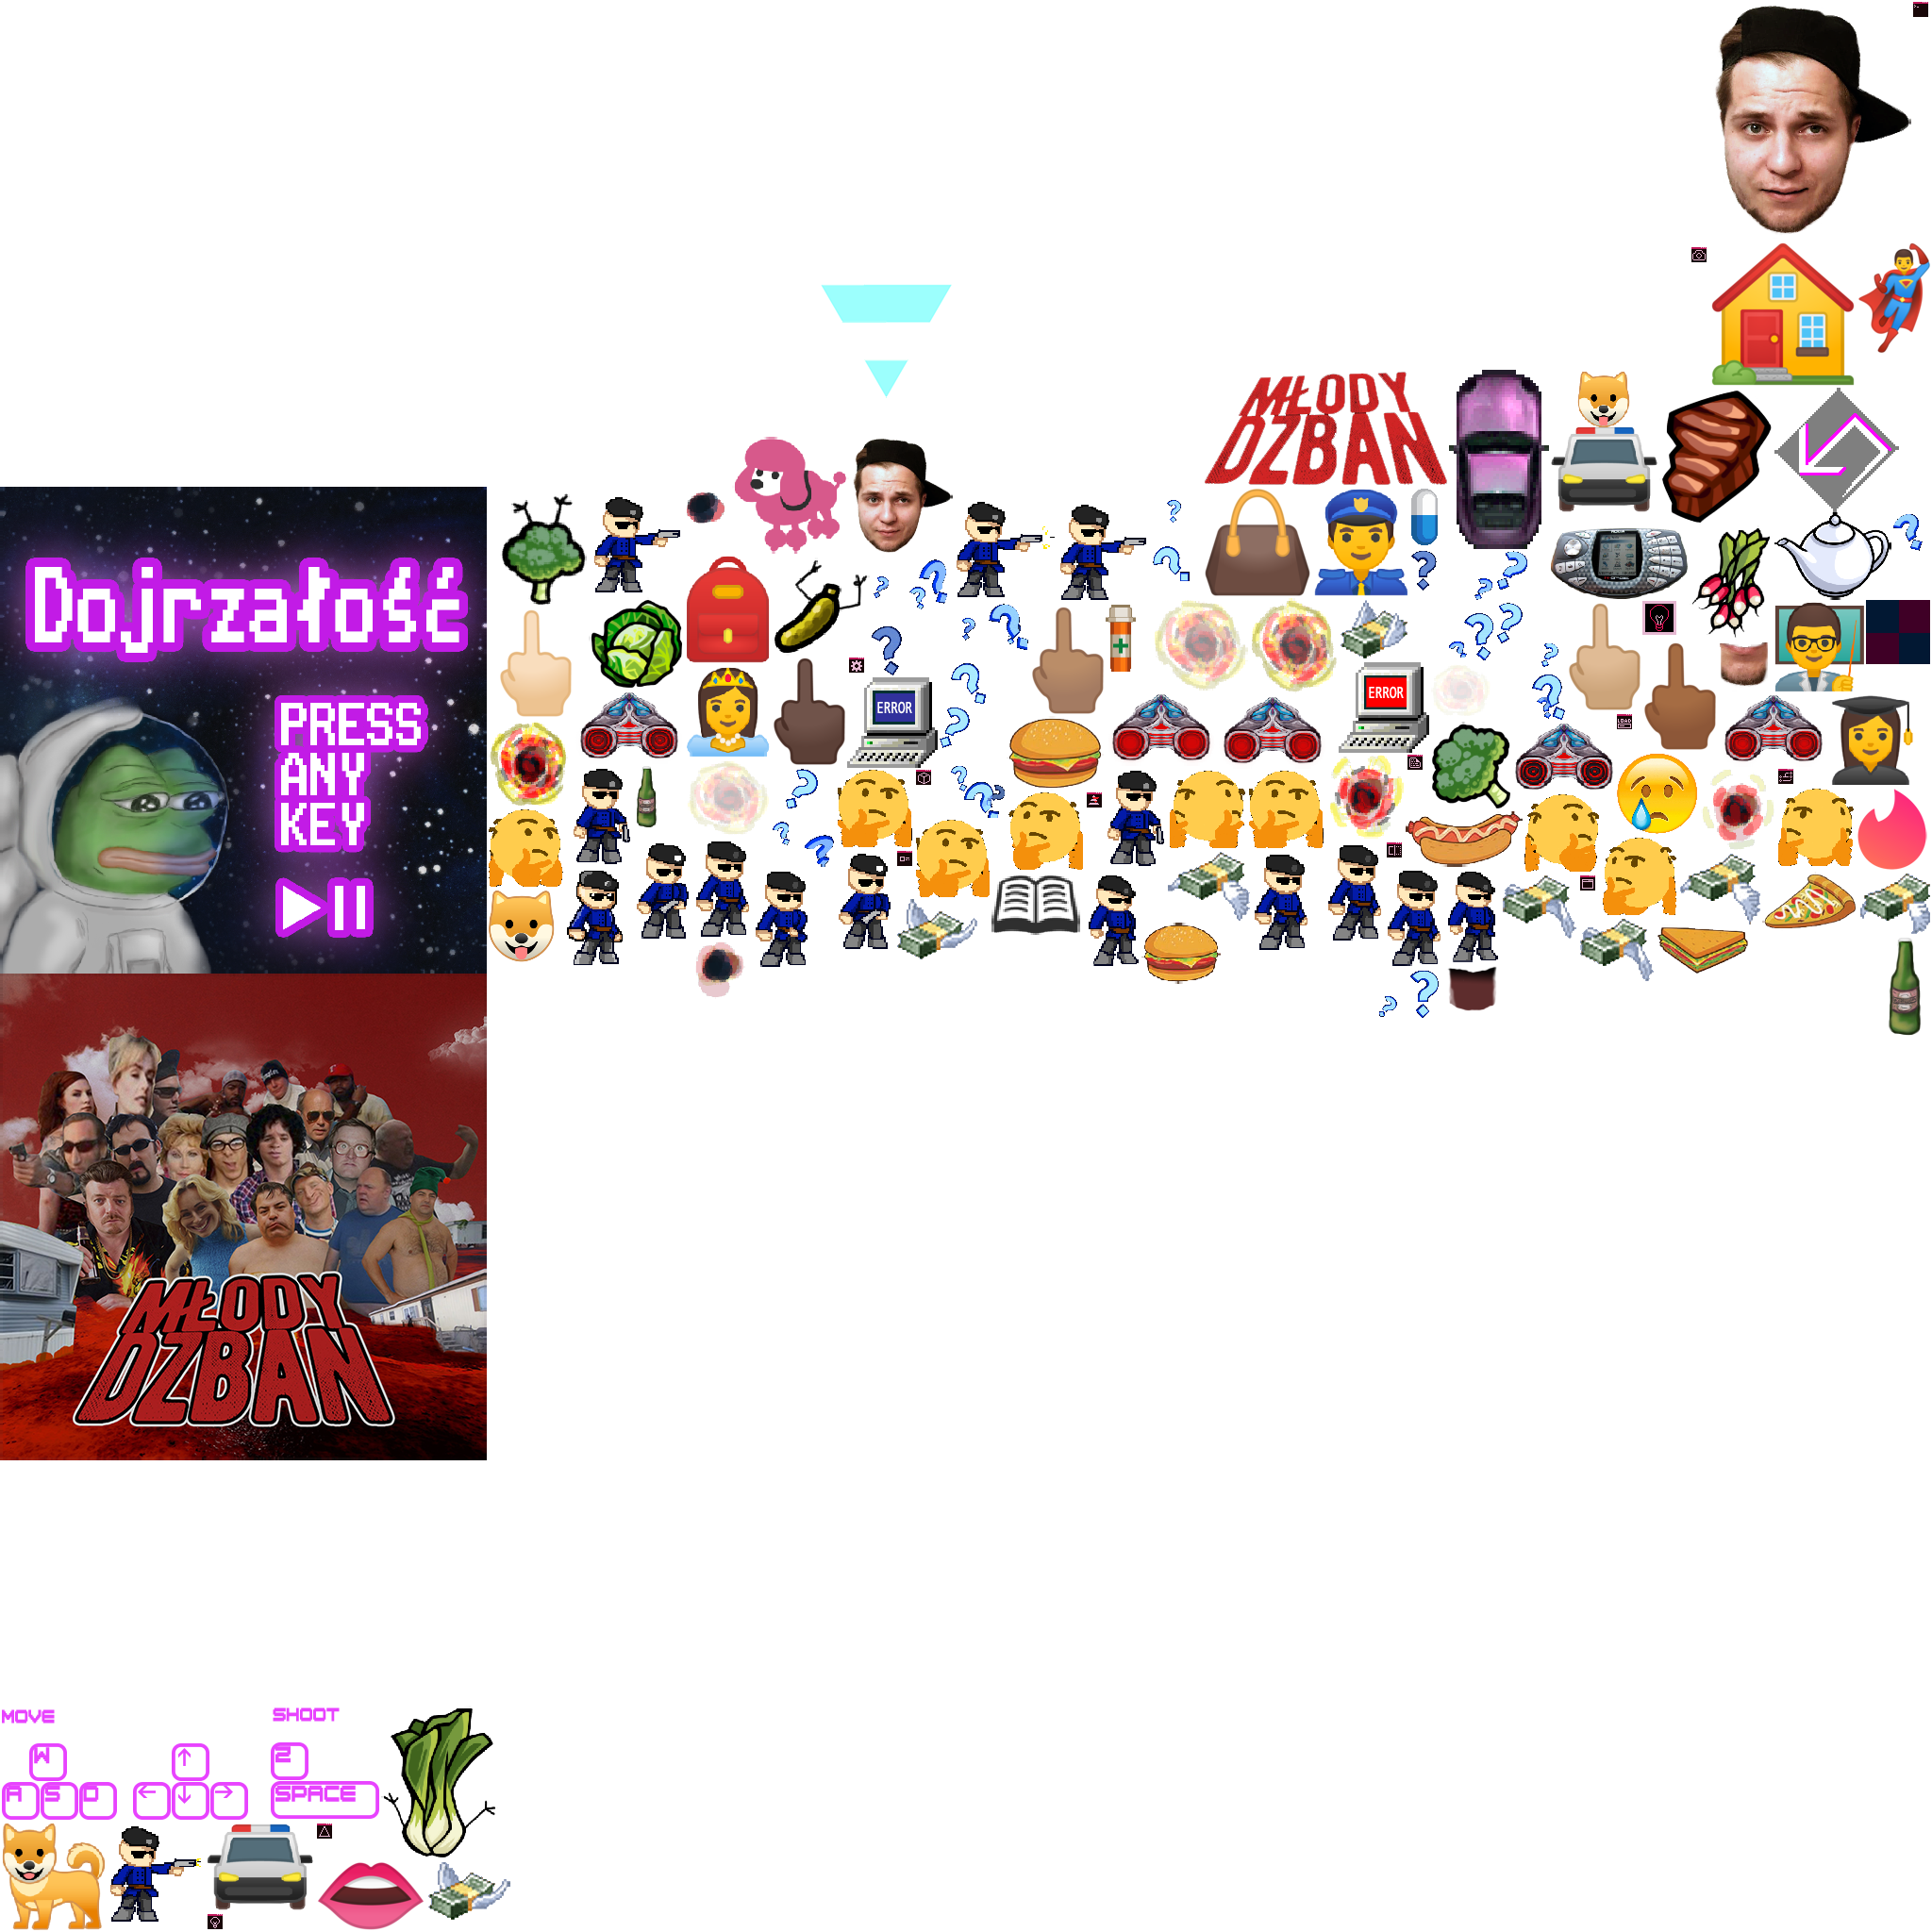 MŁODY
DZBAN
Dojrzałość
PRESS
ANY
KEY
ERROR
ERROR
MŁODY
DZBAN
MOVE
SHOOT
W
↑
Z
A
S
D
←
↓
→
SPACE